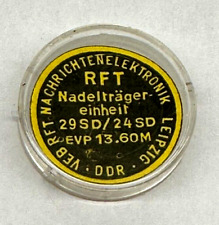 VEB RFT-NACHRICHTENELEKTRONIK LEIPZIG · DDR ·
RFT
Nadelträger-
einheit
29SD/24SD
EVP 13.60M